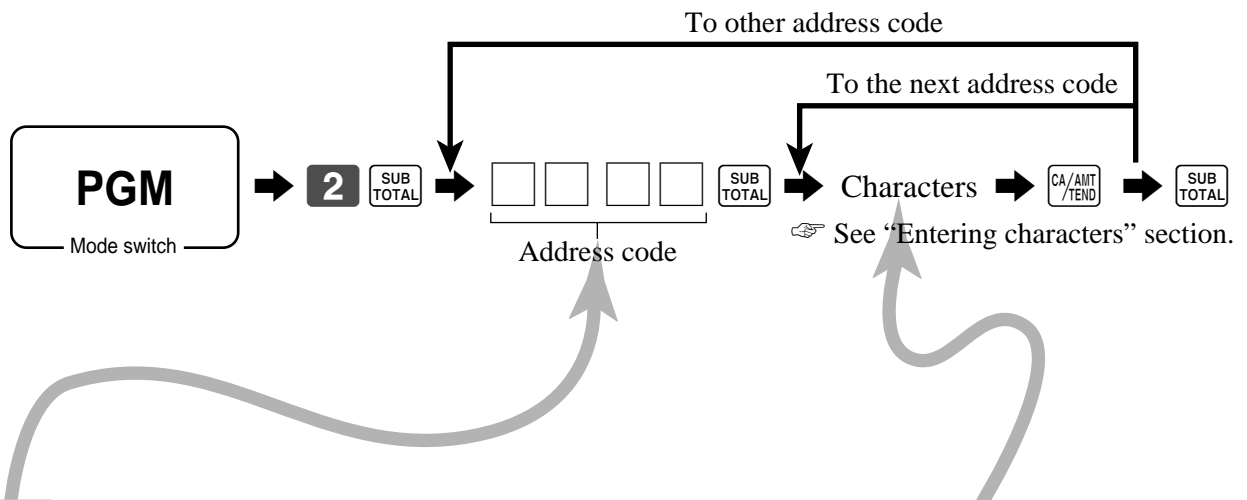 To other address code
To the next address code
PGM
Mode switch
2
SUB
TOTAL
Address code
SUB
TOTAL
Characters
CA/AMT
TEND
SUB
TOTAL
☞ See “Entering characters” section.